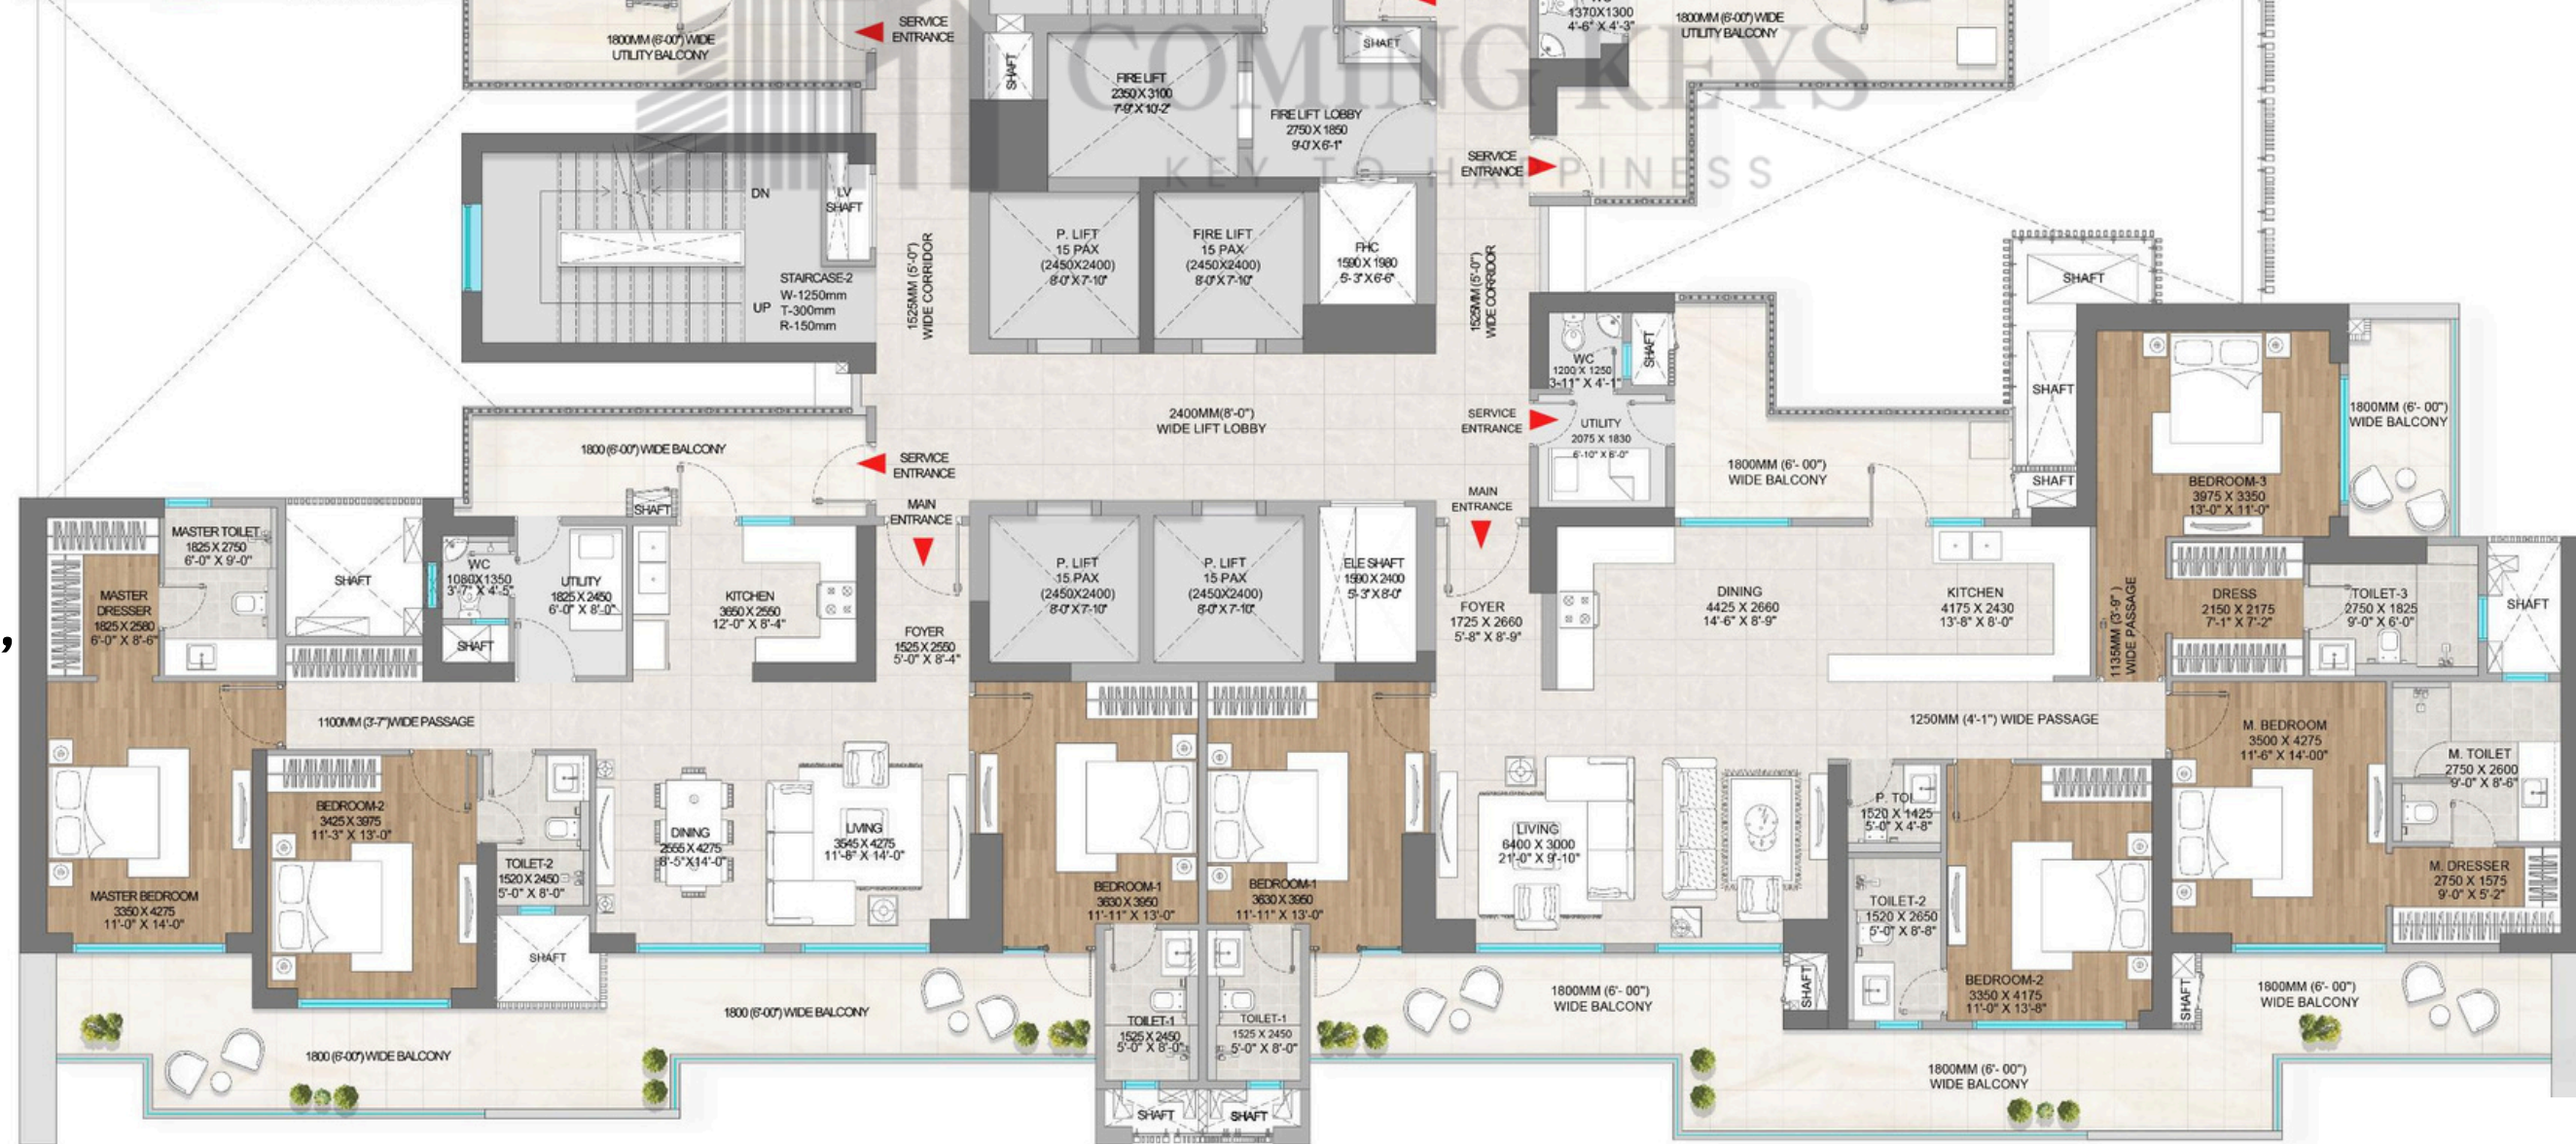 1800MM (6'-00") WIDE
UTILITY BALCONY
SERVICE
ENTRANCE
SHAFT
FIRE LIFT
2350 X 3100
7'-9" X 10'-2"
COMING KEYS
KEY TO HAPPINESS
SHAFT
FIRE LIFT LOBBY
2750 X 1850
9'-0" X 6'-1"
1370X1300
4'-6" X 4'-3"
1800MM (6'-00") WIDE
UTILITY BALCONY
SERVICE
ENTRANCE
DN
LV
SHAFT
UP
STAIRCASE-2
W-1250mm
T-300mm
R-150mm
1525MM (5'-0")
WIDE CORRIDOR
P. LIFT
15 PAX
(2450X2400)
8'-0" X 7'-10"
FIRE LIFT
15 PAX
(2450X2400)
8'-0" X 7'-10"
FHC
1590 X 1980
5'-3" X 6'-6"
1525MM (5'-0")
WIDE CORRIDOR
WC
1200 X 1250
3'-11" X 4'-1"
SHAFT
SHAFT
SHAFT
SHAFT
2400MM(8'-0")
WIDE LIFT LOBBY
SERVICE
ENTRANCE
UTILITY
2075 X 1830
6'-10" X 6'-0"
1800MM (6'- 00")
WIDE BALCONY
1800MM (6'- 00")
WIDE BALCONY
BEDROOM-3
3975 X 3350
13'-0" X 11'-0"
1800 (6'-00") WIDE BALCONY
SERVICE
ENTRANCE
SHAFT
MAIN
ENTRANCE
MAIN
ENTRANCE
MASTER TOILET
1825 X 2750
6'-0" X 9'-0"
MASTER
DRESSER
1825 X 2580
6'-0" X 8'-6"
SHAFT
WC
1080X1350
3'-7" X 4'-5"
SHAFT
UTILITY
1825 X 2450
6'-0" X 8'-0"
KITCHEN
3650 X 2550
12'-0" X 8'-4"
FOYER
1525 X 2550
5'-0" X 8'-4"
P. LIFT
15 PAX
(2450X2400)
8'-0" X 7'-10"
P. LIFT
15 PAX
(2450X2400)
8'-0" X 7'-10"
ELE SHAFT
1590 X 2400
5'-3" X 8'-0"
FOYER
1725 X 2660
5'-8" X 8'-9"
DINING
4425 X 2660
14'-6" X 8'-9"
KITCHEN
4175 X 2430
13'-8" X 8'-0"
1135MM (3'-9" )
WIDE PASSAGE
DRESS
2150 X 2175
7'-1" X 7'-2"
TOILET-3
2750 X 1825
9'-0" X 6'-0"
SHAFT
,
1100MM (3'-7")WIDE PASSAGE
1250MM (4'-1") WIDE PASSAGE
M. BEDROOM
3500 X 4275
11'-6" X 14'-00"
M. TOILET
2750 X 2600
9'-0" X 8'-6"
BEDROOM-2
3425 X 3975
11'-3" X 13'-0"
DINING
2555 X 4275
8'-5"X14'-0"
LIVING
3545 X 4275
11'-8" X 14'-0"
LIVING
6400 X 3000
21'-0" X 9'-10"
P. TOI
1520 X 1425
5'-0" X 4'-8"
TOILET-2
1520 X 2450
5'-0" X 8'-0"
MASTER BEDROOM
3350 X 4275
11'-0" X 14'-0"
BEDROOM-1
3630 X 3950
11'-11" X 13'-0"
BEDROOM-1
3630 X 3950
11'-11" X 13'-0"
TOILET-2
1520 X 2650
5'-0" X 8'-8"
M. DRESSER
2750 X 1575
9'-0" X 5'-2"
SHAFT
BEDROOM-2
3350 X 4175
11'-0" X 13'-8"
SHAFT
SHAFT
1800 (6'-00") WIDE BALCONY
1800MM (6'- 00")
WIDE BALCONY
1800MM (6'- 00")
WIDE BALCONY
TOILET-1
1525 X 2450
5'-0" X 8'-0"
TOILET-1
1525 X 2450
5'-0" X 8'-0"
1800 (6'-00") WIDE BALCONY
1800MM (6'- 00")
WIDE BALCONY
SHAFT
SHAFT